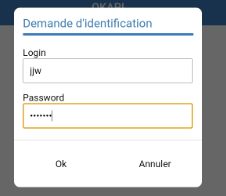 OKAPI
Demande d'identification
Login
jjw
Password
•••••••
Ok
Annuler